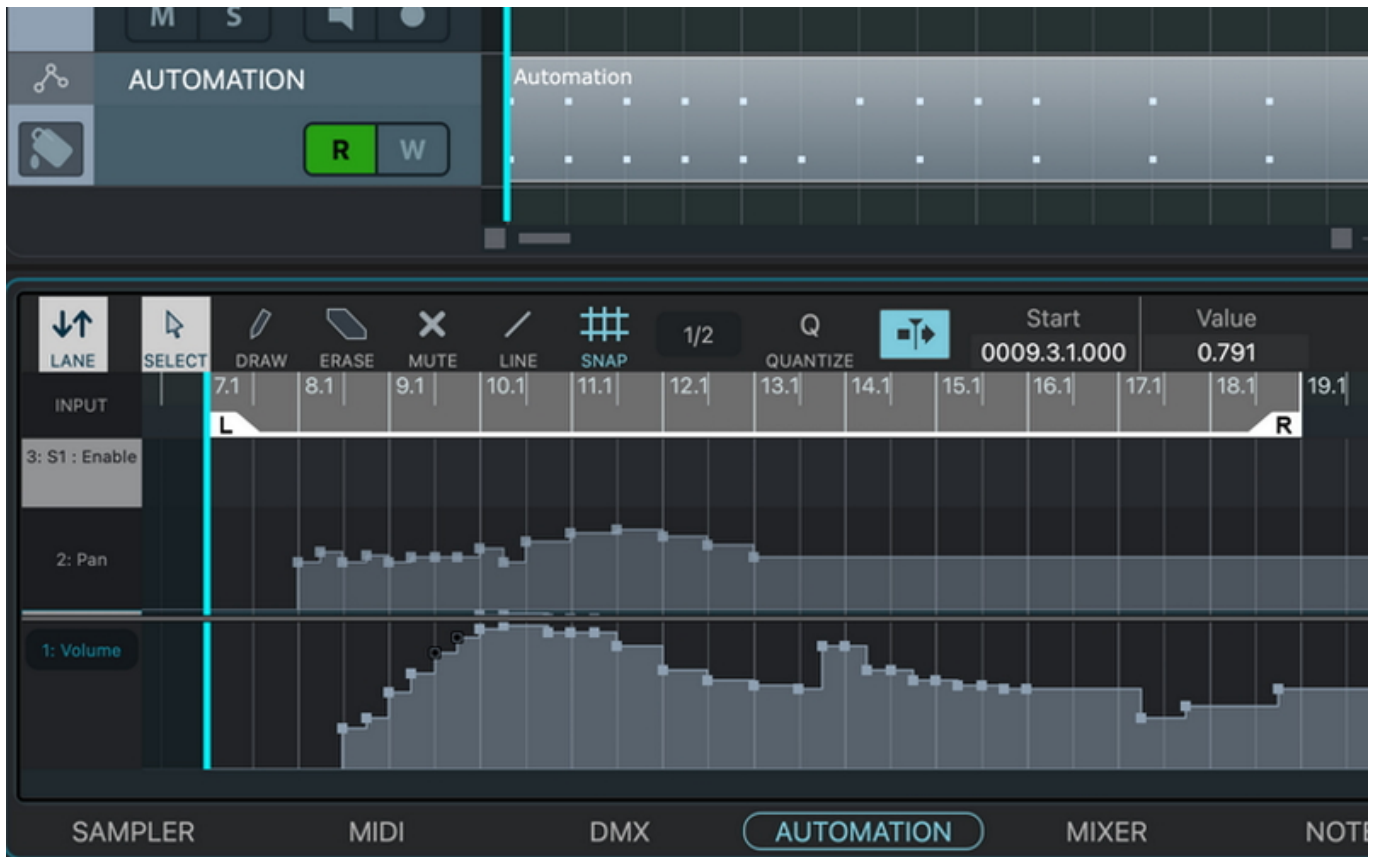 M S
AUTOMATION
Automation
R W
LANE SELECT DRAW ERASE MUTE LINE SNAP 1/2 Q QUANTIZE Start 0009.3.1.000 Value 0.791
INPUT 7.1 8.1 9.1 10.1 11.1 12.1 13.1 14.1 15.1 16.1 17.1 18.1 19.1
L R
3: S1 : Enable
2: Pan
1: Volume
SAMPLER MIDI DMX AUTOMATION MIXER